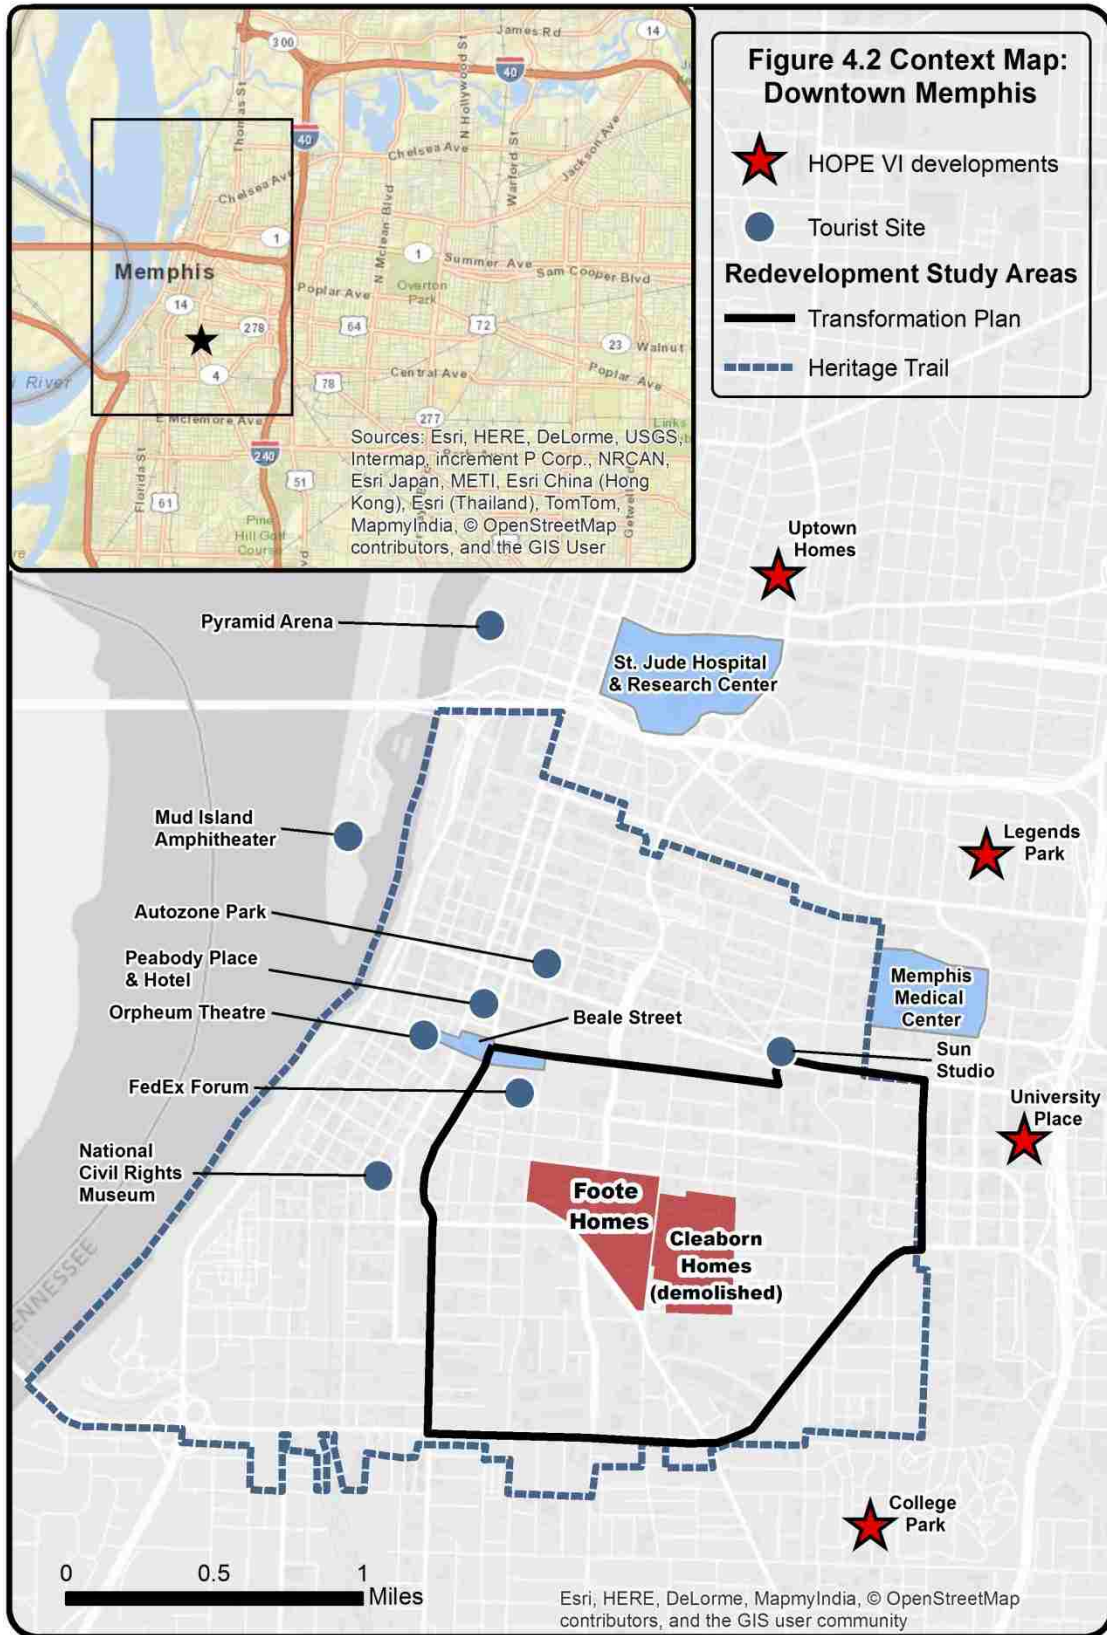 Figure 4.2 Context Map:
Downtown Memphis
HOPE VI developments
Tourist Site
Redevelopment Study Areas
Transformation Plan
Heritage Trail
300
James Rd
14
40
Thomas St
N Hollywood St
40
Chelsea Ave
Warford St
Jackson Ave
Chelsea Ave
N Mclean Blvd
1
1
Summer Ave
Sam Cooper Blvd
Memphis
Overton
Park
Poplar Ave
14
278
64
72
23
Walnut
4
78
Central Ave
Poplar Ave
River
E Mclemore Ave
277
240
Florida St
51
61
Pine
Hill Golf
Course
Sources: Esri, HERE, DeLorme, USGS,
Intermap, increment P Corp., NRCAN,
Esri Japan, METI, Esri China (Hong
Kong), Esri (Thailand), TomTom,
MapmyIndia, © OpenStreetMap
contributors, and the GIS User
Uptown
Homes
Pyramid Arena
St. Jude Hospital
& Research Center
Mud Island
Amphitheater
Legends
Park
Autozone Park
Peabody Place
& Hotel
Memphis
Medical
Center
Orpheum Theatre
Beale Street
Sun
Studio
FedEx Forum
University
Place
National
Civil Rights
Museum
Foote
Homes
Cleaborn
Homes
(demolished)
ENNESSEE
College
Park
0 0.5 1
Miles
Esri, HERE, DeLorme, MapmyIndia, © OpenStreetMap
contributors, and the GIS user community